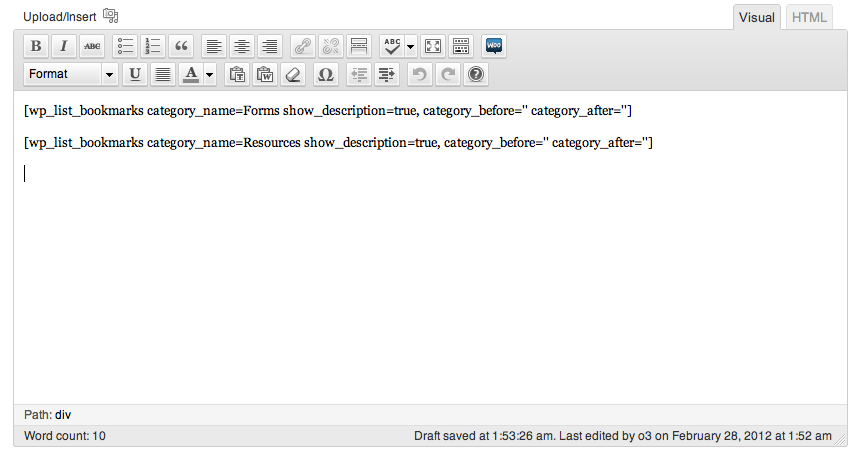 Upload/Insert
Visual
HTML
B I ABC ABC WOO
Format U A T W Ω ?
[wp_list_bookmarks category_name=Forms show_description=true, category_before='' category_after='']
[wp_list_bookmarks category_name=Resources show_description=true, category_before='' category_after='']
Path: div
Word count: 10
Draft saved at 1:53:26 am. Last edited by o3 on February 28, 2012 at 1:52 am